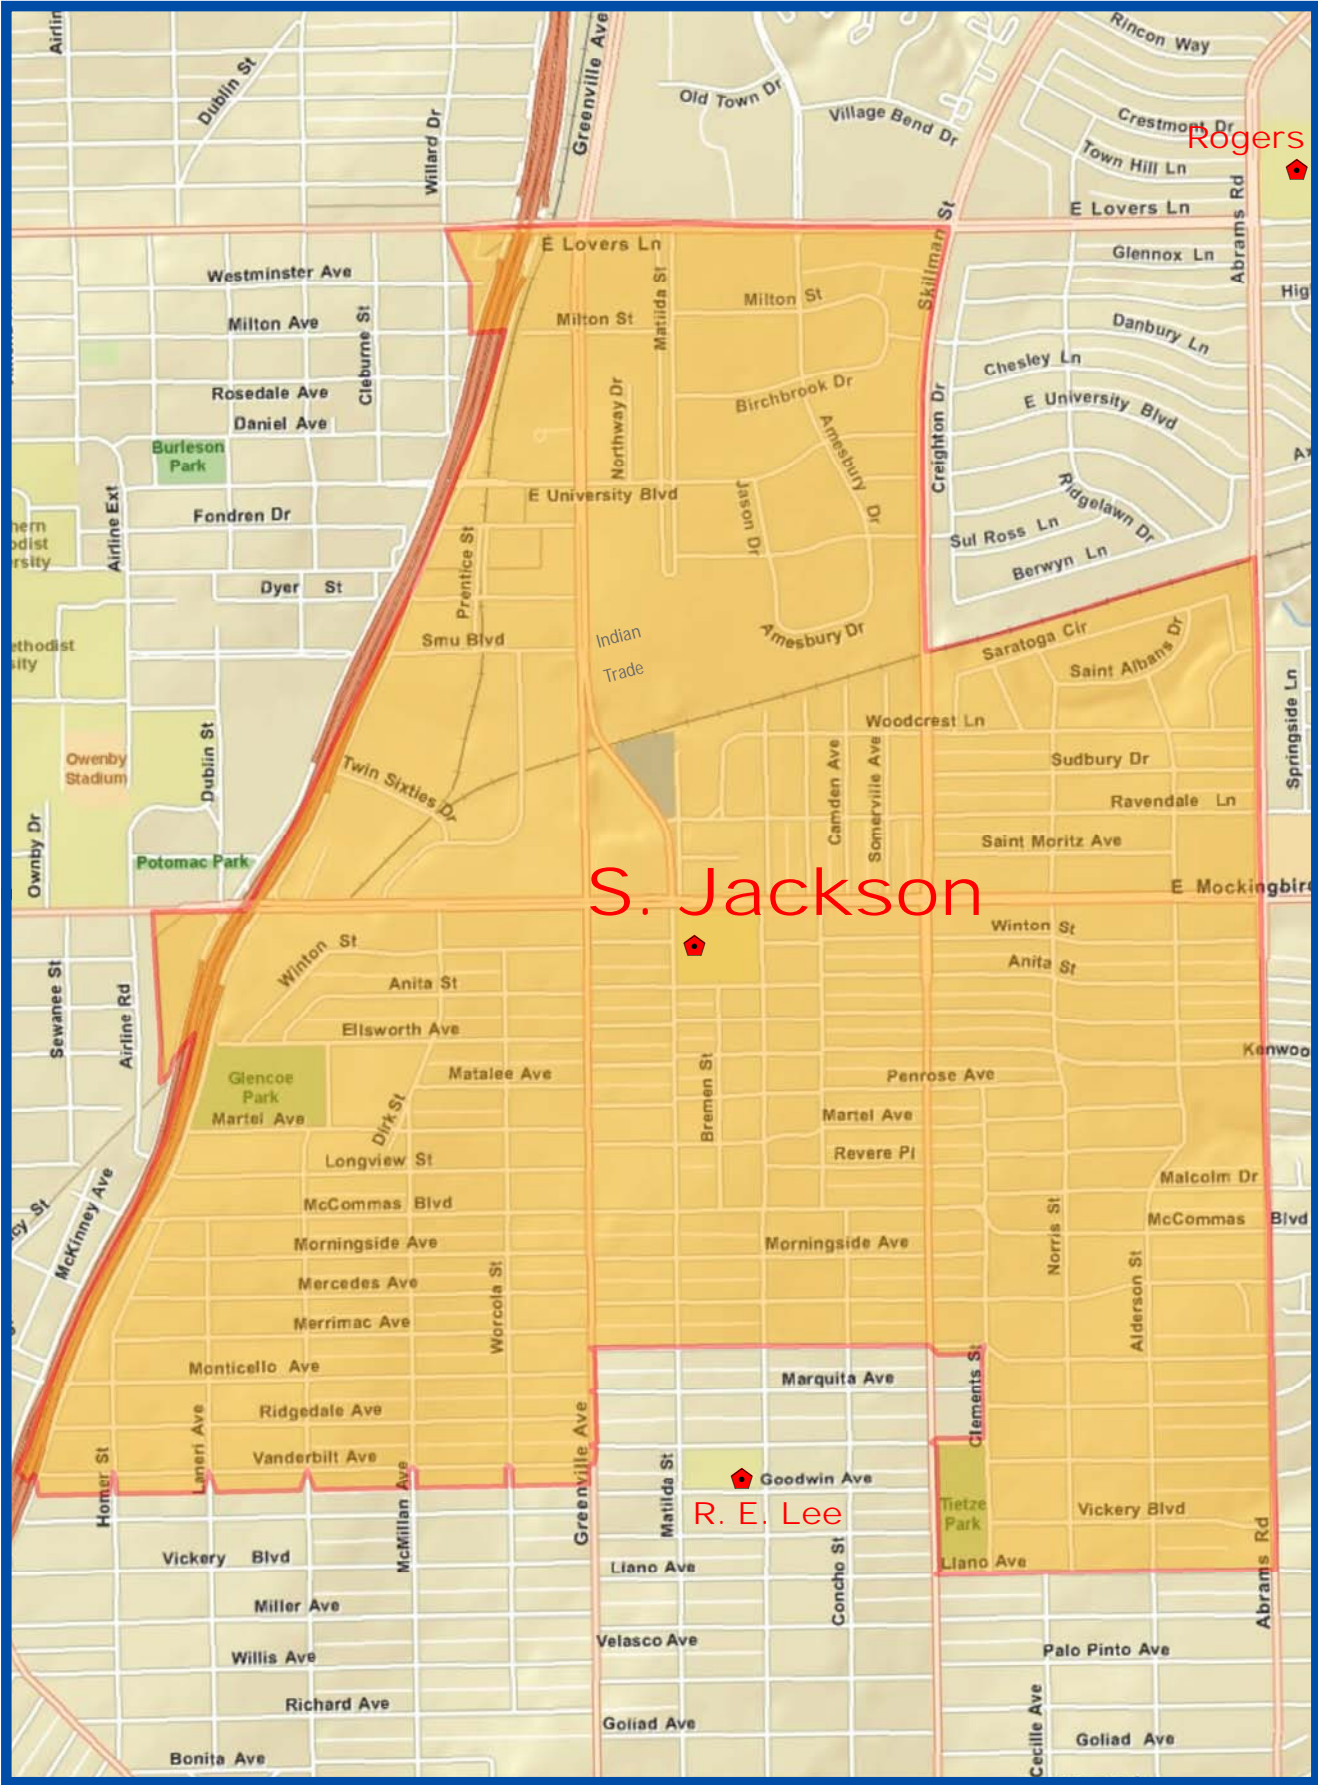 Airlin
Dublin St
Willard Dr
Greenville Ave
Old Town Dr
Village Bend Dr
Rincon Way
Crestmont Dr
Rogers
Town Hill Ln
Abrams Rd
E Lovers Ln
Skillman St
E Lovers Ln
Glennox Ln
Westminster Ave
Matilda St
Milton St
Hig
Milton Ave
Cleburne St
Milton St
Danbury Ln
Chesley Ln
Rosedale Ave
Northway Dr
Birchbrook Dr
Creighton Dr
E University Blvd
Daniel Ave
Burleson
Park
Amesbury Dr
Ax
Airline Ext
E University Blvd
Jason Dr
Ridgelawn Dr
Fondren Dr
hern
odist
rsity
Sul Ross Ln
Berwyn Ln
Dyer St
Prentice St
Smu Blvd
Indian
Trade
Amesbury Dr
Saratoga Cir
Saint Albans Dr
ethodist
sity
Springside Ln
Woodcrest Ln
Owenby
Stadium
Dublin St
Twin Sixties Dr
Camden Ave
Somerville Ave
Sudbury Dr
Ravendale Ln
Saint Moritz Ave
Ownby Dr
Potomac Park
S. Jackson
E Mockingbird
Winton St
Winton St
Anita St
Anita St
Sewanee St
Airline Rd
Ellsworth Ave
Kenwoo
Glencoe
Park
Matalee Ave
Bremen St
Penrose Ave
Martel Ave
Dirk St
Martel Ave
Longview St
Revere Pl
McKinney Ave
Malcolm Dr
cy St
McCommas Blvd
Norris St
McCommas Blvd
Morningside Ave
Morningside Ave
Mercedes Ave
Worcola St
Alderson St
Merrimac Ave
Monticello Ave
Marquita Ave
Clements St
Laneri Ave
Ridgedale Ave
Greenville Ave
Homer St
Vanderbilt Ave
McMillan Ave
Matilda St
Goodwin Ave
R. E. Lee
Tietze
Park
Vickery Blvd
Abrams Rd
Vickery Blvd
Llano Ave
Concho St
Llano Ave
Miller Ave
Velasco Ave
Willis Ave
Palo Pinto Ave
Richard Ave
Goliad Ave
Cecille Ave
Goliad Ave
Bonita Ave